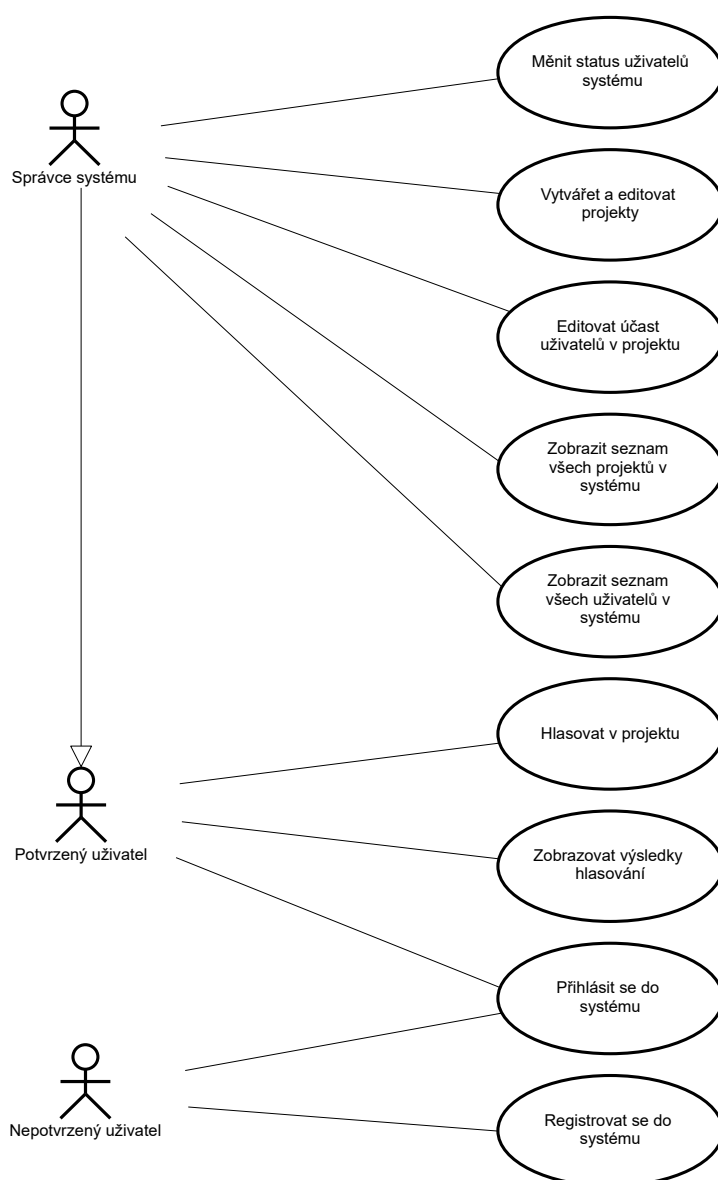 Měnit status uživatelů
systému
Správce systému
Vytvářet a editovat
projekty
Editovat účast
uživatelů v projektu
Zobrazit seznam
všech projektů v
systému
Zobrazit seznam
všech uživatelů v
systému
Hlasovat v projektu
Potvrzený uživatel
Zobrazovat výsledky
hlasování
Přihlásit se do
systému
Nepotvrzený uživatel
Registrovat se do
systému